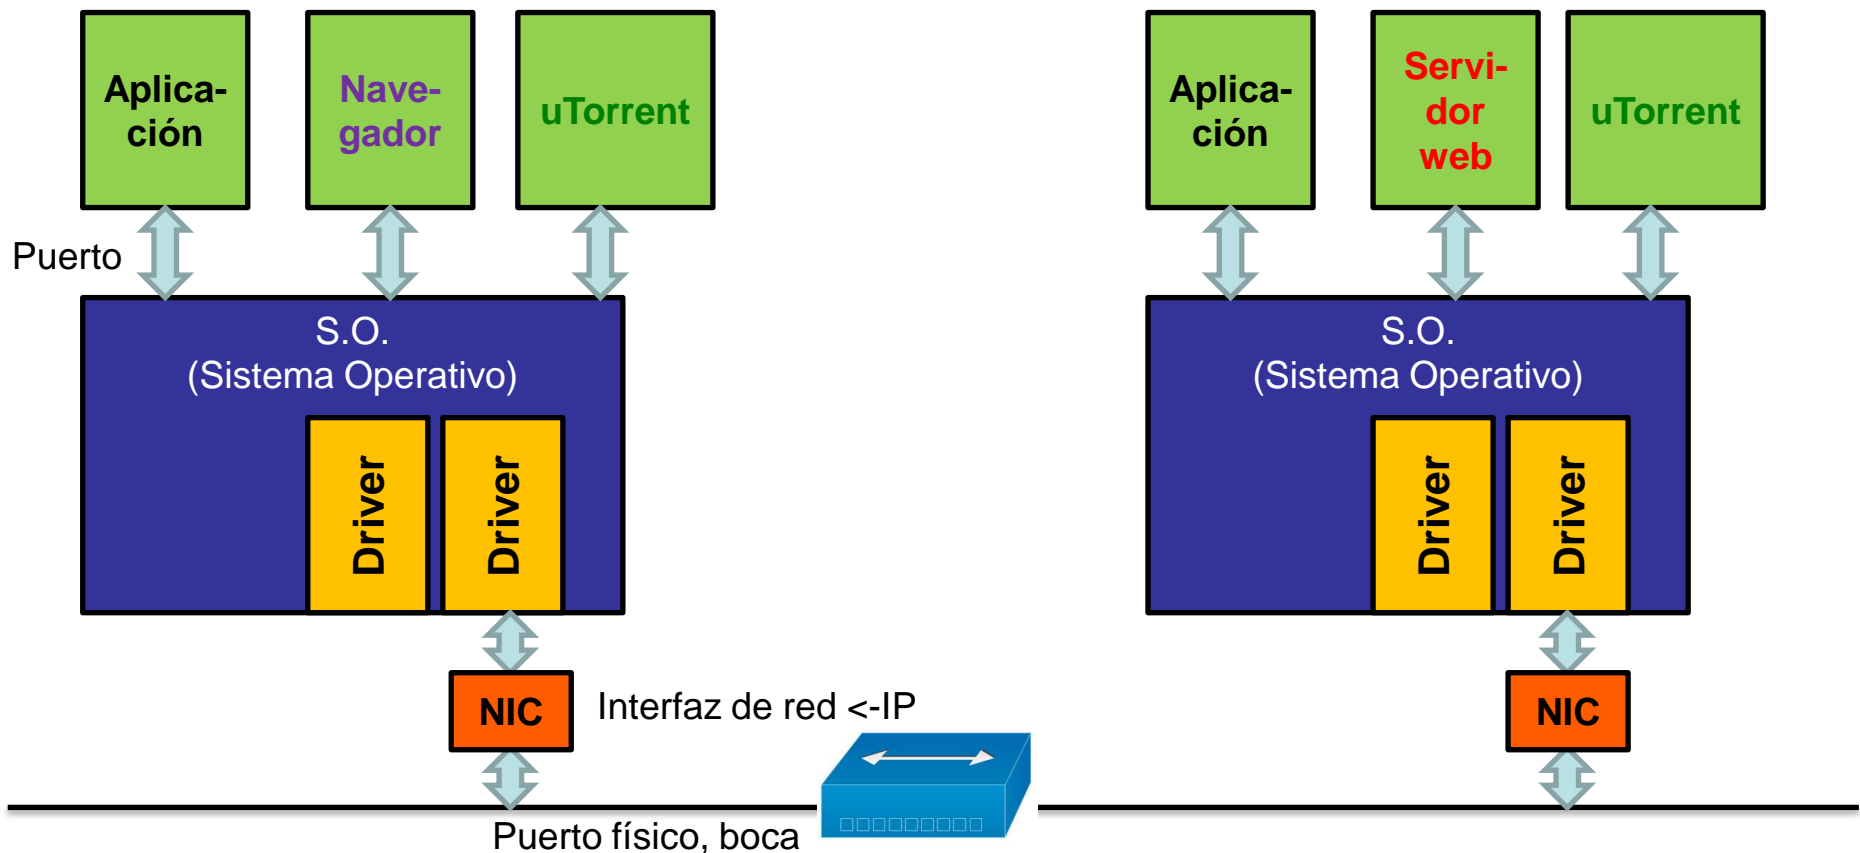 Aplica-
ción
Nave-
gador
uTorrent
Aplica-
ción
Servi-
dor
web
uTorrent
Puerto
S.O.
(Sistema Operativo)
S.O.
(Sistema Operativo)
Driver
Driver
Driver
Driver
NIC
Interfaz de red <-IP
NIC
Puerto físico, boca